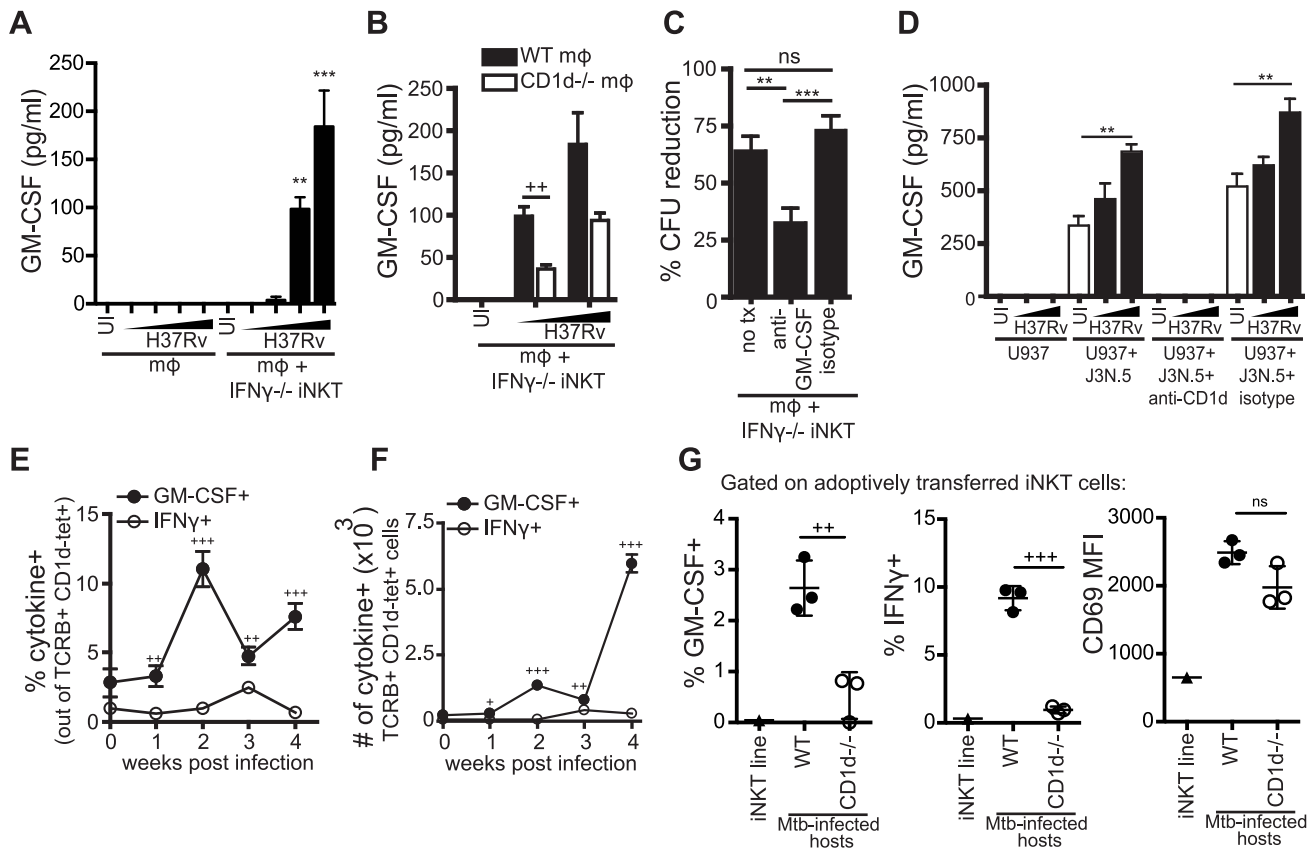 A
GM-CSF (pg/ml)
250
200
150
100
50
0
**
***
UI
H37Rv
mφ
UI
H37Rv
mφ +
IFNγ-/- iNKT
B
WT mφ
CD1d-/- mφ
GM-CSF (pg/ml)
250
200
150
100
50
0
++
UI
H37Rv
mφ +
IFNγ-/- iNKT
C
% CFU reduction
100
75
50
25
0
ns
**
***
no tx
anti-
GM-CSF
isotype
mφ +
IFNγ-/- iNKT
D
GM-CSF (pg/ml)
1000
750
500
250
0
**
**
UI
H37Rv
U937
UI
H37Rv
U937+
J3N.5
UI
H37Rv
U937+
J3N.5+
anti-CD1d
UI
H37Rv
U937+
J3N.5+
isotype
E
GM-CSF+
IFNγ+
% cytokine+
(out of TCRB+ CD1d-tet+)
15
10
5
0
++
+++
++
+++
0 1 2 3 4
weeks post infection
F
GM-CSF+
IFNγ+
# of cytokine+ (x10³)
TCRB+ CD1d-tet+ cells
7.5
5.0
2.5
0
+
+++
++
+++
0 1 2 3 4
weeks post infection
G
Gated on adoptively transferred iNKT cells:
% GM-CSF+
4
3
2
1
0
++
iNKT line
WT
CD1d-/-
Mtb-infected
hosts
% IFNγ+
15
10
5
0
+++
iNKT line
WT
CD1d-/-
Mtb-infected
hosts
CD69 MFI
3000
2000
1000
0
ns
iNKT line
WT
CD1d-/-
Mtb-infected
hosts